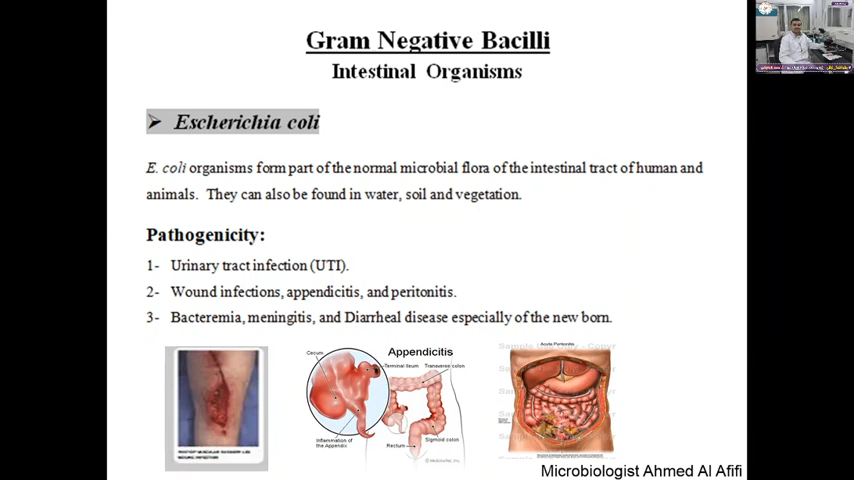 Gram Negative Bacilli
Intestinal Organisms
➤ Escherichia coli
E. coli organisms form part of the normal microbial flora of the intestinal tract of human and
animals. They can also be found in water, soil and vegetation.
Pathogenicity:
1- Urinary tract infection (UTI).
2- Wound infections, appendicitis, and peritonitis.
3- Bacteremia, meningitis, and Diarrheal disease especially of the new born.
Appendicitis
Cecum
Terminal ileum
Transverse colon
Inflammation of
the Appendix
Rectum
Sigmoid colon
Acute Peritonitis
Microbiologist Ahmed Al Afifi